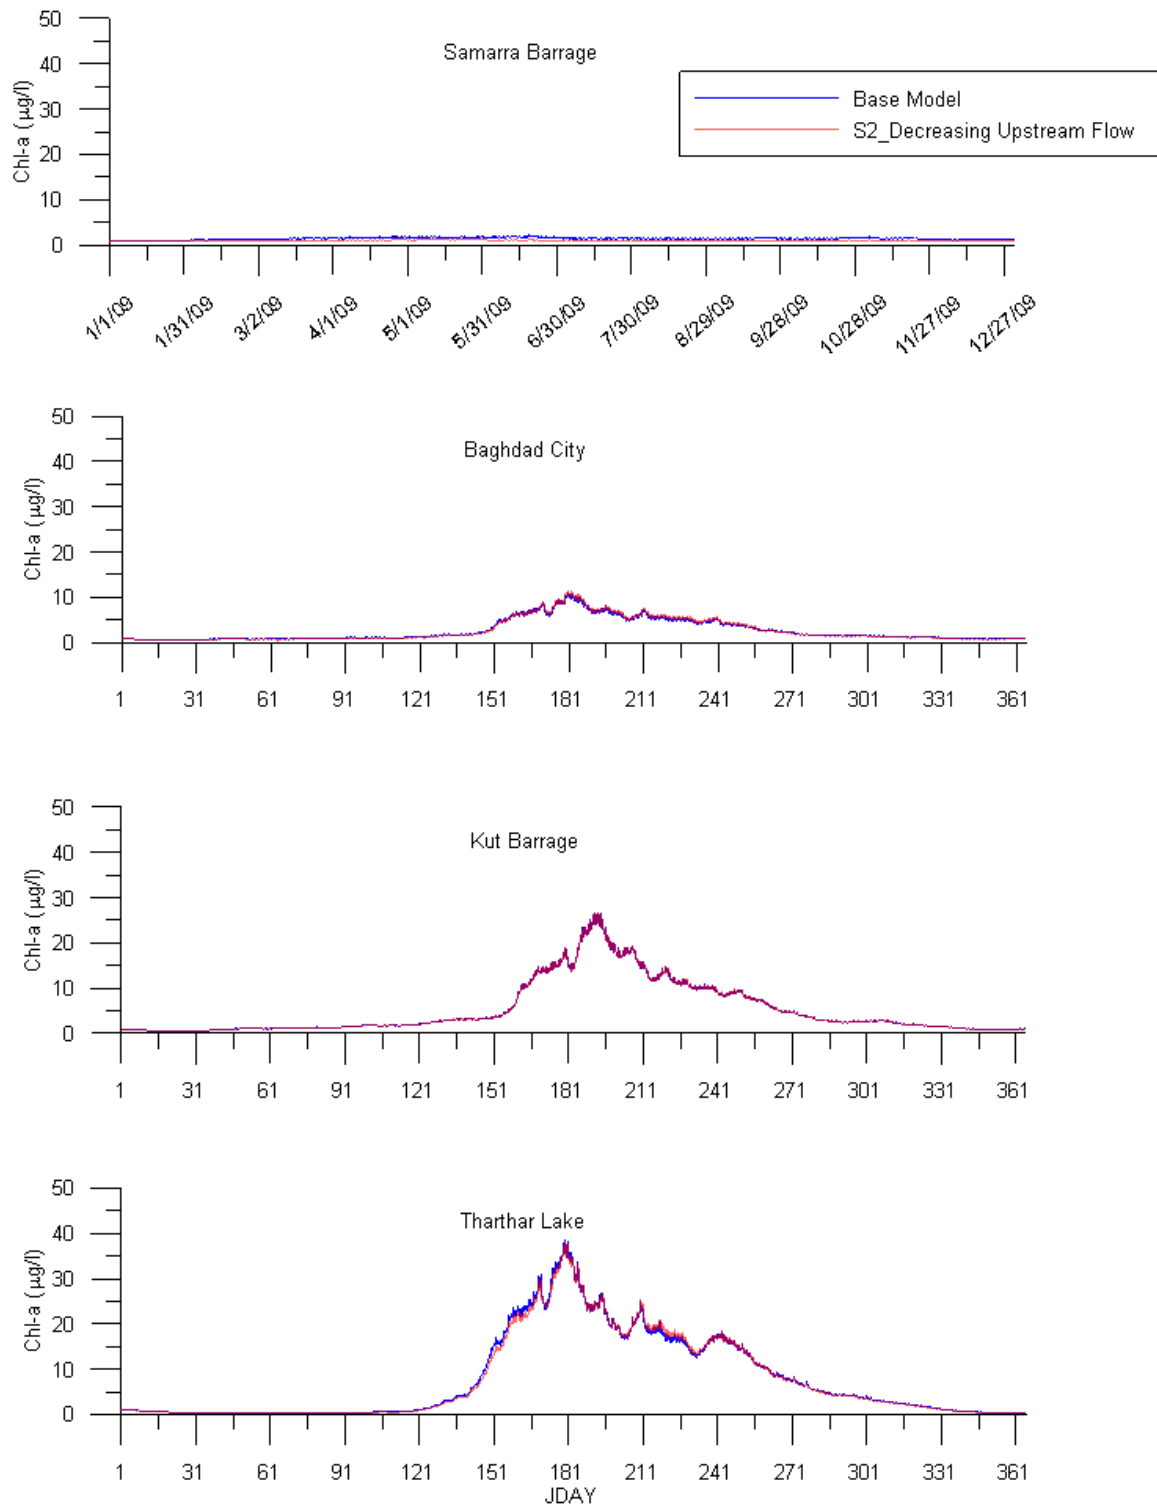 50
40
30
20
10
0
Chl-a (μg/l)
Samarra Barrage
Base Model
S2_Decreasing Upstream Flow
1/1/09 1/31/09 3/2/09 4/1/09 5/1/09 5/31/09 6/30/09 7/30/09 8/29/09 9/28/09 10/28/09 11/27/09 12/27/09
50
40
30
20
10
0
Chl-a (μg/l)
Baghdad City
1 31 61 91 121 151 181 211 241 271 301 331 361
50
40
30
20
10
0
Chl-a (μg/l)
Kut Barrage
1 31 61 91 121 151 181 211 241 271 301 331 361
50
40
30
20
10
0
Chl-a (μg/l)
Tharthar Lake
1 31 61 91 121 151 181 211 241 271 301 331 361
JDAY